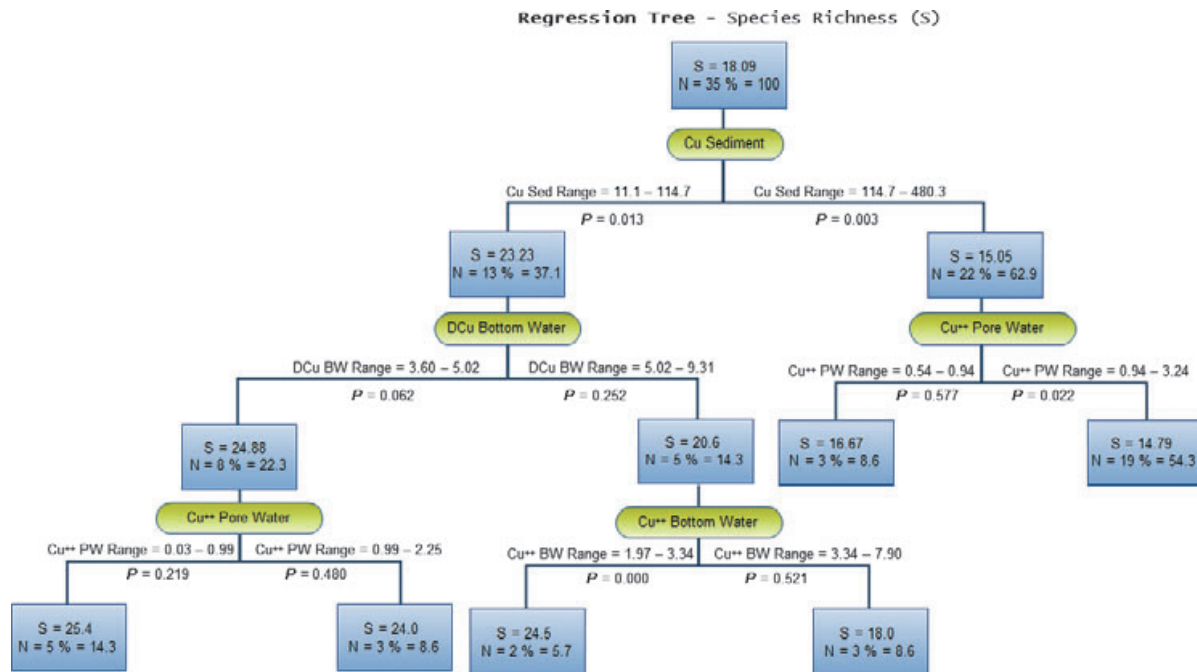 Regression Tree - Species Richness (S)
S = 18.09
N = 35 % = 100
Cu Sediment
Cu Sed Range = 11.1 – 114.7
Cu Sed Range = 114.7 – 480.3
P = 0.013
P = 0.003
S = 23.23
N = 13 % = 37.1
S = 15.05
N = 22 % = 62.9
DCu Bottom Water
Cu++ Pore Water
DCu BW Range = 3.60 – 5.02
DCu BW Range = 5.02 – 9.31
Cu++ PW Range = 0.54 – 0.94
Cu++ PW Range = 0.94 – 3.24
P = 0.062
P = 0.252
P = 0.577
P = 0.022
S = 24.88
N = 8 % = 22.3
S = 20.6
N = 5 % = 14.3
S = 16.67
N = 3 % = 8.6
S = 14.79
N = 19 % = 54.3
Cu++ Pore Water
Cu++ Bottom Water
Cu++ PW Range = 0.03 – 0.99
Cu++ PW Range = 0.99 – 2.25
Cu++ BW Range = 1.97 – 3.34
Cu++ BW Range = 3.34 – 7.90
P = 0.219
P = 0.480
P = 0.000
P = 0.521
S = 25.4
N = 5 % = 14.3
S = 24.0
N = 3 % = 8.6
S = 24.5
N = 2 % = 5.7
S = 18.0
N = 3 % = 8.6